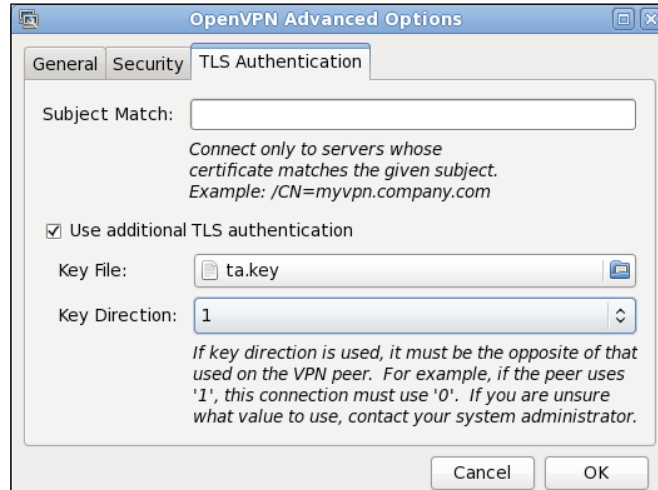 OpenVPN Advanced Options
General Security TLS Authentication
Subject Match:
Connect only to servers whose
certificate matches the given subject.
Example: /CN=myvpn.company.com
Use additional TLS authentication
Key File: ta.key
Key Direction: 1
If key direction is used, it must be the opposite of that
used on the VPN peer.  For example, if the peer uses
'1', this connection must use '0'.  If you are unsure
what value to use, contact your system administrator.
Cancel OK